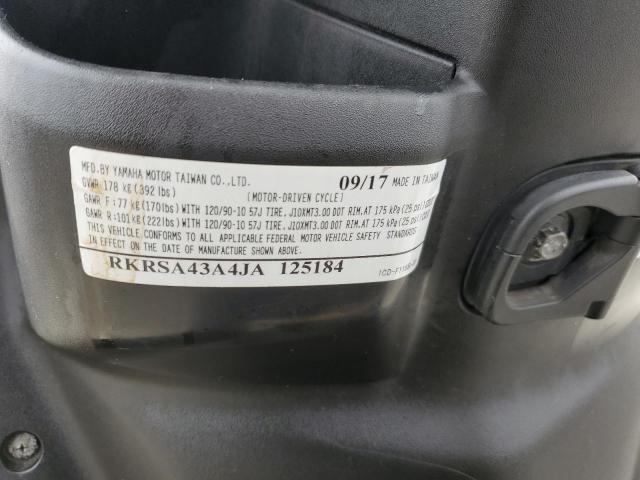 MFD.BY YAMAHA MOTOR TAIWAN CO.,LTD. 09/17 MADE IN TAIWAN
GVWR 178 kg (392 lbs) (MOTOR-DRIVEN CYCLE)
GAWR F:77 kg(170 lbs)WITH 120/90-10 57J TIRE,J10XMT3.00 DOT RIM,AT 175 kPa(25 psi)
GAWR R:101kg(222 lbs)WITH 120/90-10 57J TIRE,J10XMT3.00 DOT RIM,AT 175 kPa(25 psi)
THIS VEHICLE CONFORMS TO ALL APPLICABLE FEDERAL MOTOR VEHICLE SAFETY STANDARDS
IN EFFECT ON THE DATE OF MANUFACTURE SHOWN ABOVE.
RKRSA43A4JA 125184